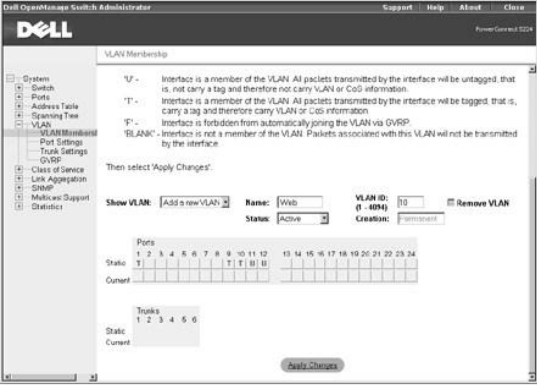 Dell OpenManage Switch Administrator
Support Help About Close
DELL
PowerConnect 5224
VLAN Membership
System
Switch
Ports
Address Table
Spanning Tree
VLAN
VLAN Membersl
Port Settings
Trunk Settings
GVRP
Class of Service
Link Aggregation
SNMP
Multicast Support
Statistics
'U' - Interface is a member of the VLAN. All packets transmitted by the interface will be untagged, that
is, not carry a tag and therefore not carry VLAN or CoS information.
'T' - Interface is a member of the VLAN. All packets transmitted by the interface will be tagged, that is,
carry a tag and therefore carry VLAN or CoS information.
'F' - Interface is forbidden from automatically joining the VLAN via GVRP.
'BLANK' - Interface is not a member of the VLAN. Packets associated with this VLAN will not be transmitted
by the interface.
Then select 'Apply Changes'.
Show VLAN: Add a new VLAN Name: Web VLAN ID: 10 Remove VLAN
(1 - 4094)
Status: Active Creation: Permanent
Ports
1 2 3 4 5 6 7 8 9 10 11 12 13 14 15 16 17 18 19 20 21 22 23 24
Static T T T
Current
Trunks
1 2 3 4 5 6
Static
Current
Apply Changes